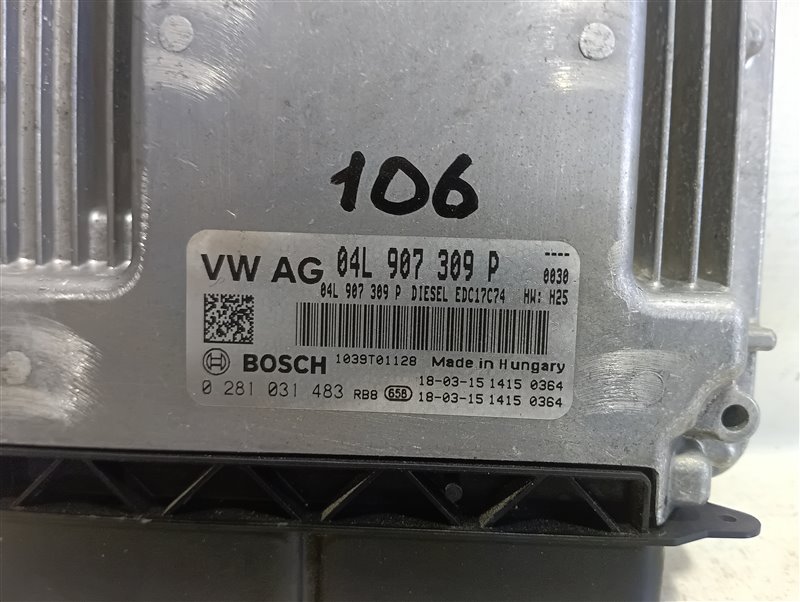 106
----
VW AG 04L 907 309 P 0030
04L 907 309 P DIESEL EDC17C74 HW: H25
BOSCH 1039T01128 Made in Hungary
18-03-15 1415 0364
0 281 031 483 RB8 658 18-03-15 1415 0364